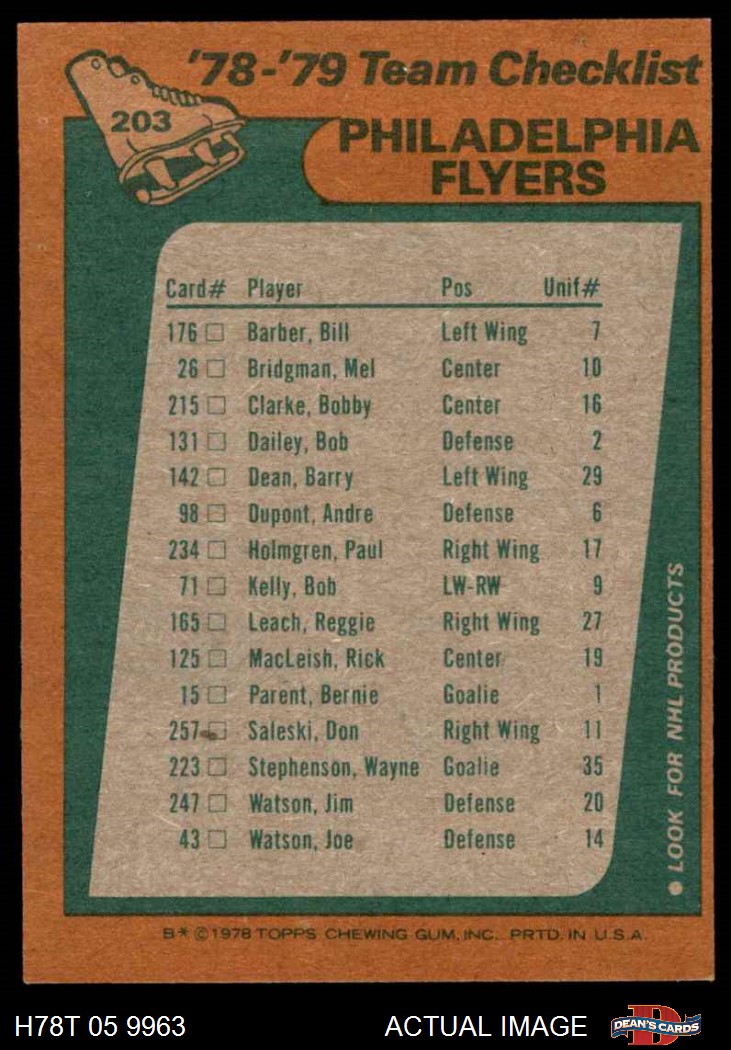 '78-'79 Team Checklist
203
PHILADELPHIA
FLYERS
Card# Player Pos Unif#
176 Barber, Bill Left Wing 7
26 Bridgman, Mel Center 10
215 Clarke, Bobby Center 16
131 Dailey, Bob Defense 2
142 Dean, Barry Left Wing 29
98 Dupont, Andre Defense 6
234 Holmgren, Paul Right Wing 17
71 Kelly, Bob LW-RW 9
165 Leach, Reggie Right Wing 27
125 MacLeish, Rick Center 19
15 Parent, Bernie Goalie 1
257 Saleski, Don Right Wing 11
223 Stephenson, Wayne Goalie 35
247 Watson, Jim Defense 20
43 Watson, Joe Defense 14
● LOOK FOR NHL PRODUCTS
B* ©1978 TOPPS CHEWING GUM, INC. PRTD. IN U.S.A.
H78T 05 9963 ACTUAL IMAGE
DEAN'S CARDS